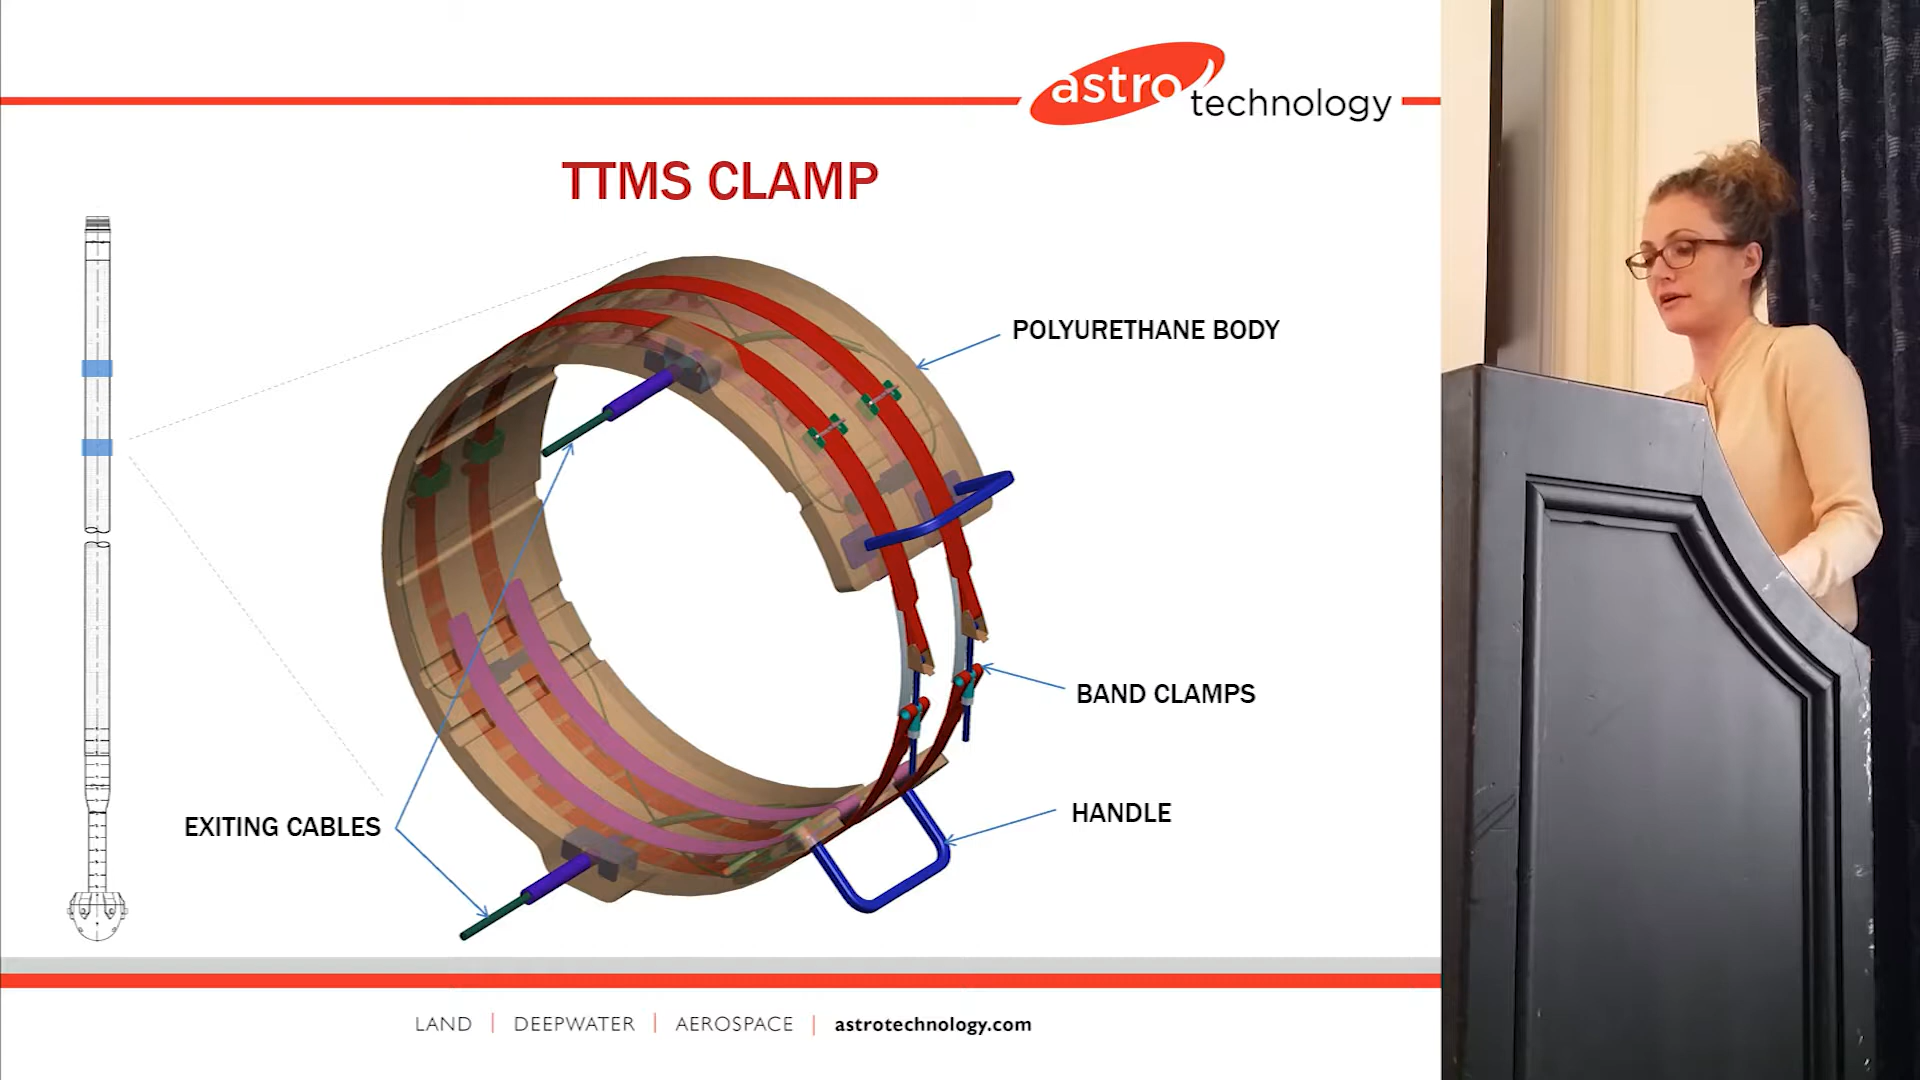 astro
technology
TTMS CLAMP
POLYURETHANE BODY
BAND CLAMPS
HANDLE
EXITING CABLES
LAND | DEEPWATER | AEROSPACE | astrotechnology.com